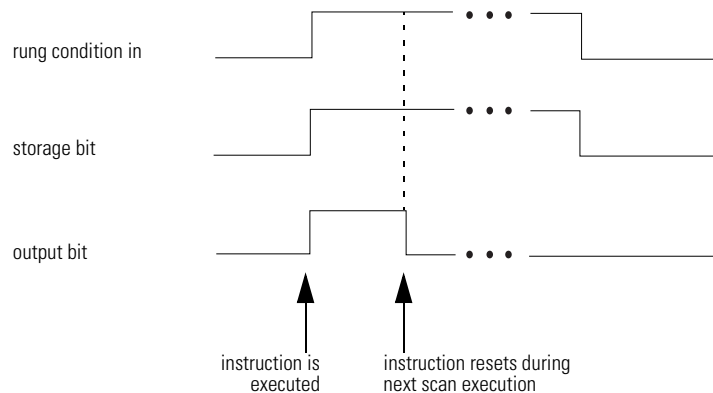 rung condition in
storage bit
output bit
instruction is
executed
instruction resets during
next scan execution